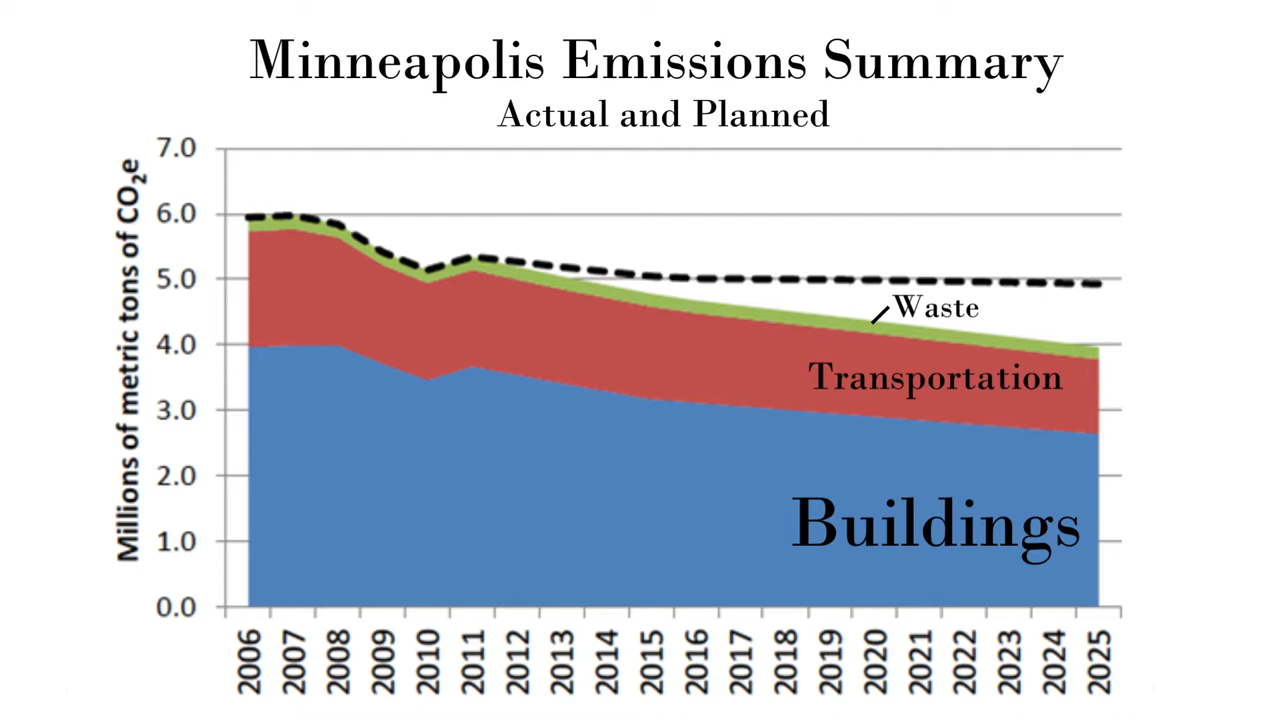 Minneapolis Emissions Summary
Actual and Planned
Millions of metric tons of CO₂e
7.0
6.0
5.0
4.0
3.0
2.0
1.0
0.0
Waste
Transportation
Buildings
2006 2007 2008 2009 2010 2011 2012 2013 2014 2015 2016 2017 2018 2019 2020 2021 2022 2023 2024 2025